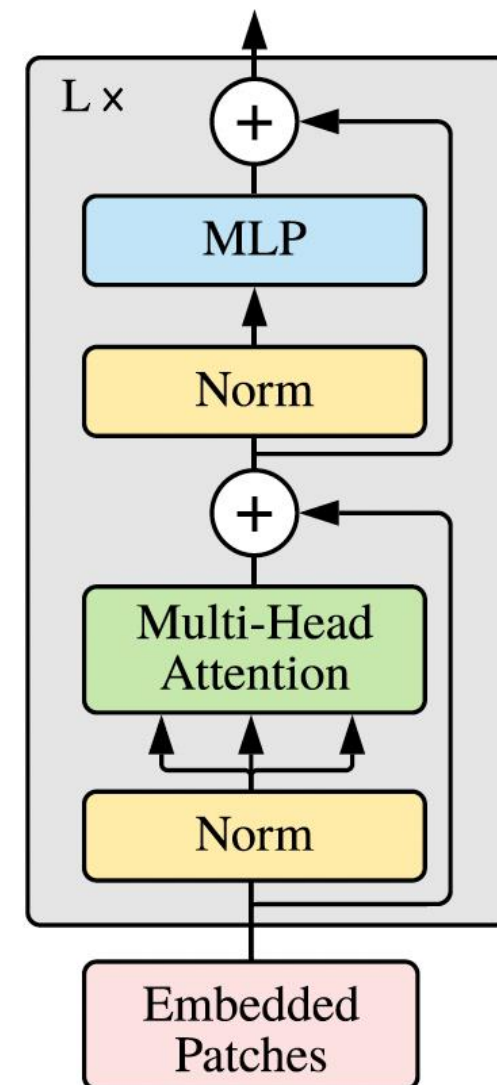 L ×
+
MLP
Norm
+
Multi-Head
Attention
Norm
Embedded
Patches